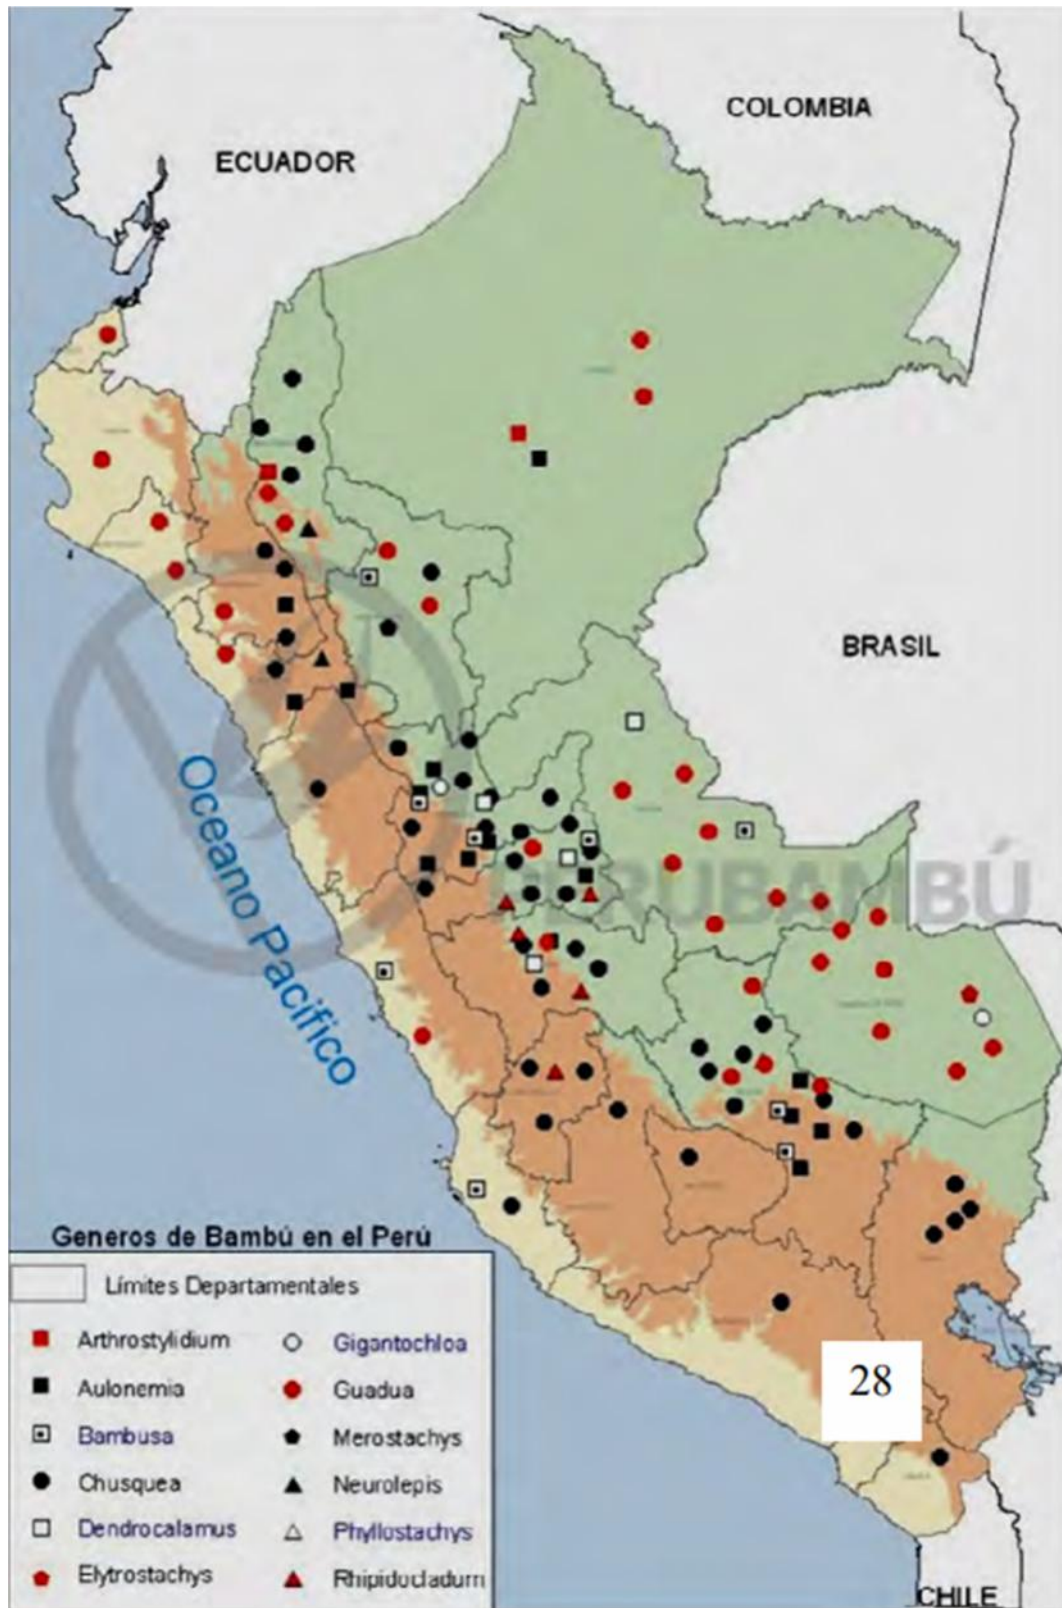 COLOMBIA
ECUADOR
BRASIL
PERUBAMBÚ
Oceano Pacifico
Generos de Bambú en el Perú
Límites Departamentales
Arthrostylidium
Aulonemia
Bambusa
Chusquea
Dendrocalamus
Elytrostachys
Gigantochloa
Guadua
Merostachys
Neurolepis
Phyllostachys
Rhipidocladum
28
CHILE